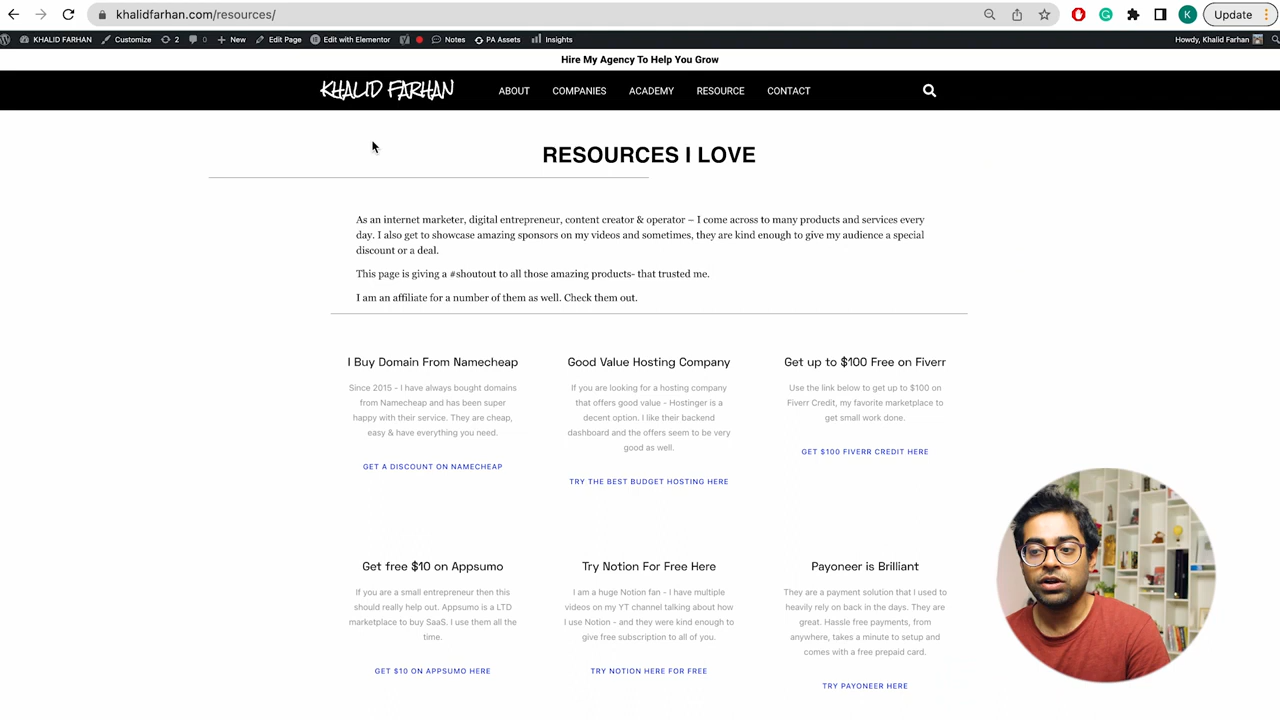 khalidfarhan.com/resources/
K
Update
KHALID FARHAN
Customize
2
0
New
Edit Page
Edit with Elementor
Notes
PA Assets
Insights
Howdy, Khalid Farhan
Hire My Agency To Help You Grow
KHALID FARHAN
ABOUT
COMPANIES
ACADEMY
RESOURCE
CONTACT
RESOURCES I LOVE
As an internet marketer, digital entrepreneur, content creator & operator – I come across to many products and services every
day. I also get to showcase amazing sponsors on my videos and sometimes, they are kind enough to give my audience a special
discount or a deal.
This page is giving a #shoutout to all those amazing products- that trusted me.
I am an affiliate for a number of them as well. Check them out.
I Buy Domain From Namecheap
Since 2015 - I have always bought domains
from Namecheap and has been super
happy with their service. They are cheap,
easy & have everything you need.
GET A DISCOUNT ON NAMECHEAP
Good Value Hosting Company
If you are looking for a hosting company
that offers good value - Hostinger is a
decent option. I like their backend
dashboard and the offers seem to be very
good as well.
TRY THE BEST BUDGET HOSTING HERE
Get up to $100 Free on Fiverr
Use the link below to get up to $100 on
Fiverr Credit, my favorite marketplace to
get small work done.
GET $100 FIVERR CREDIT HERE
Get free $10 on Appsumo
If you are a small entrepreneur then this
should really help out. Appsumo is a LTD
marketplace to buy SaaS. I use them all the
time.
GET $10 ON APPSUMO HERE
Try Notion For Free Here
I am a huge Notion fan - I have multiple
videos on my YT channel talking about how
I use Notion - and they were kind enough to
give free subscription to all of you.
TRY NOTION HERE FOR FREE
Payoneer is Brilliant
They are a payment solution that I used to
heavily rely on back in the days. They are
great. Hassle free payments, from
anywhere, takes a minute to setup and
comes with a free prepaid card.
TRY PAYONEER HERE